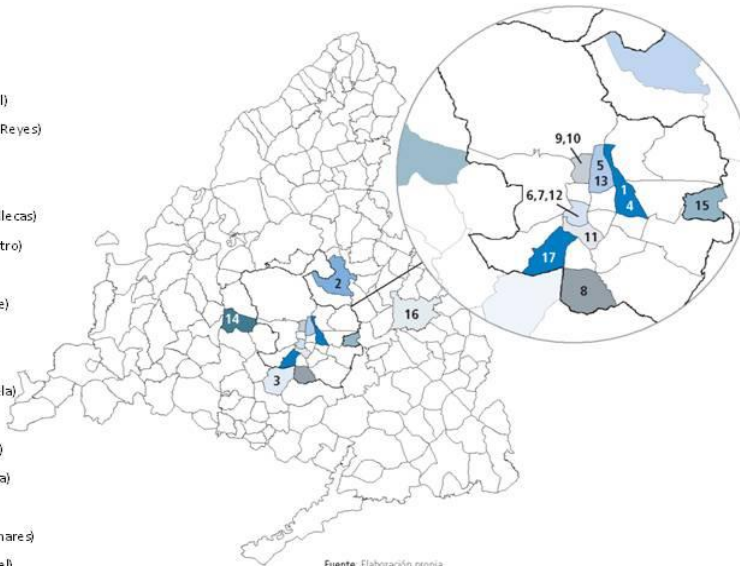 l)
Reyes)
lecas)
tro)
e)
la)
)
a)
nares)
el)
9,10
5
13
1
4
6,7,12
15
11
17
8
2
14
16
3
Fuente: Elaboración propia